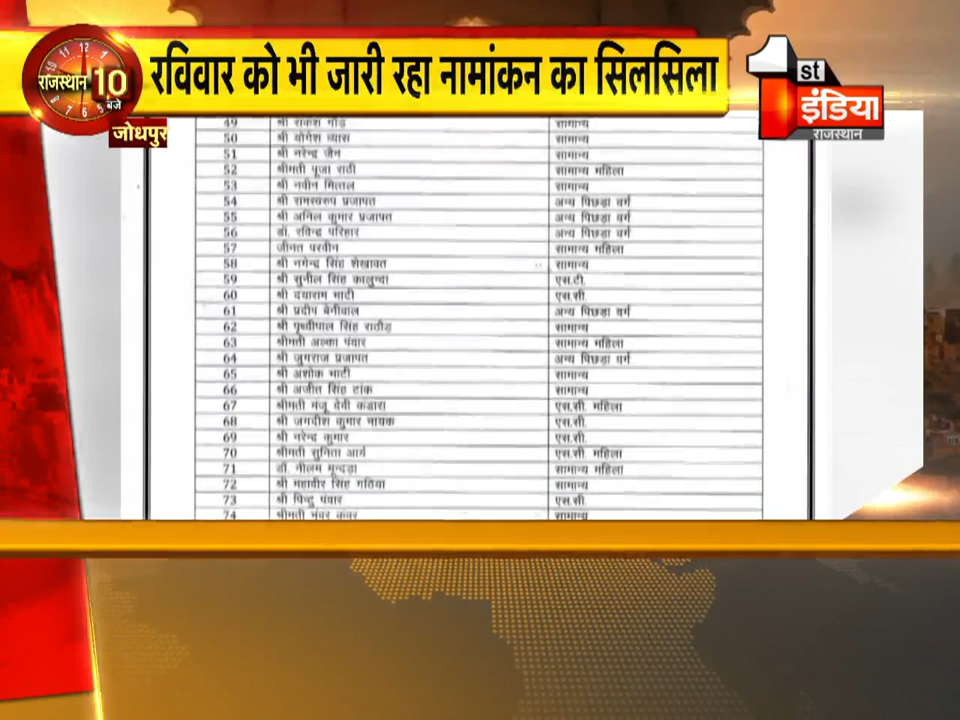 रविवार को भी जारी रहा नामांकन का सिलसिला
राजस्थान 10 बजे
जोधपुर
1st
इंडिया
राजस्थान
49 श्री राकेश गौड़ सामान्य
50 श्री योगेश व्यास सामान्य
51 श्री नरेन्द्र जैन सामान्य
52 श्रीमती पूजा राठी सामान्य महिला
53 श्री नवीन मित्तल सामान्य
54 श्री रामस्वरुप प्रजापत अन्य पिछड़ा वर्ग
55 श्री अनिल कुमार प्रजापत अन्य पिछड़ा वर्ग
56 डॉ. रविन्द्र परिहार अन्य पिछड़ा वर्ग
57 जीनत परवीन सामान्य महिला
58 श्री नगेन्द्र सिंह शेखावत सामान्य
59 श्री सुनील सिंह कालुन्दा एस.टी.
60 श्री दयाराम भाटी एस.सी.
61 श्री प्रदीप बेनीवाल अन्य पिछड़ा वर्ग
62 श्री पृथ्वीपाल सिंह राठौड़ सामान्य
63 श्रीमती अल्का पंवार सामान्य महिला
64 श्री जुगराज प्रजापत अन्य पिछड़ा वर्ग
65 श्री अशोक भाटी सामान्य
66 श्री अजीत सिंह टांक सामान्य
67 श्रीमती मंजू देवी कंडारा एस.सी. महिला
68 श्री जगदीश कुमार नायक एस.सी.
69 श्री नरेन्द्र कुमार एस.सी.
70 श्रीमती सुनिता आर्य एस.सी. महिला
71 डॉ. नीलम मून्दड़ा सामान्य महिला
72 श्री महावीर सिंह गठिया सामान्य
73 श्री पिन्टु पंवार एस.सी.
74 श्रीमती भंवर कंवर सामान्य